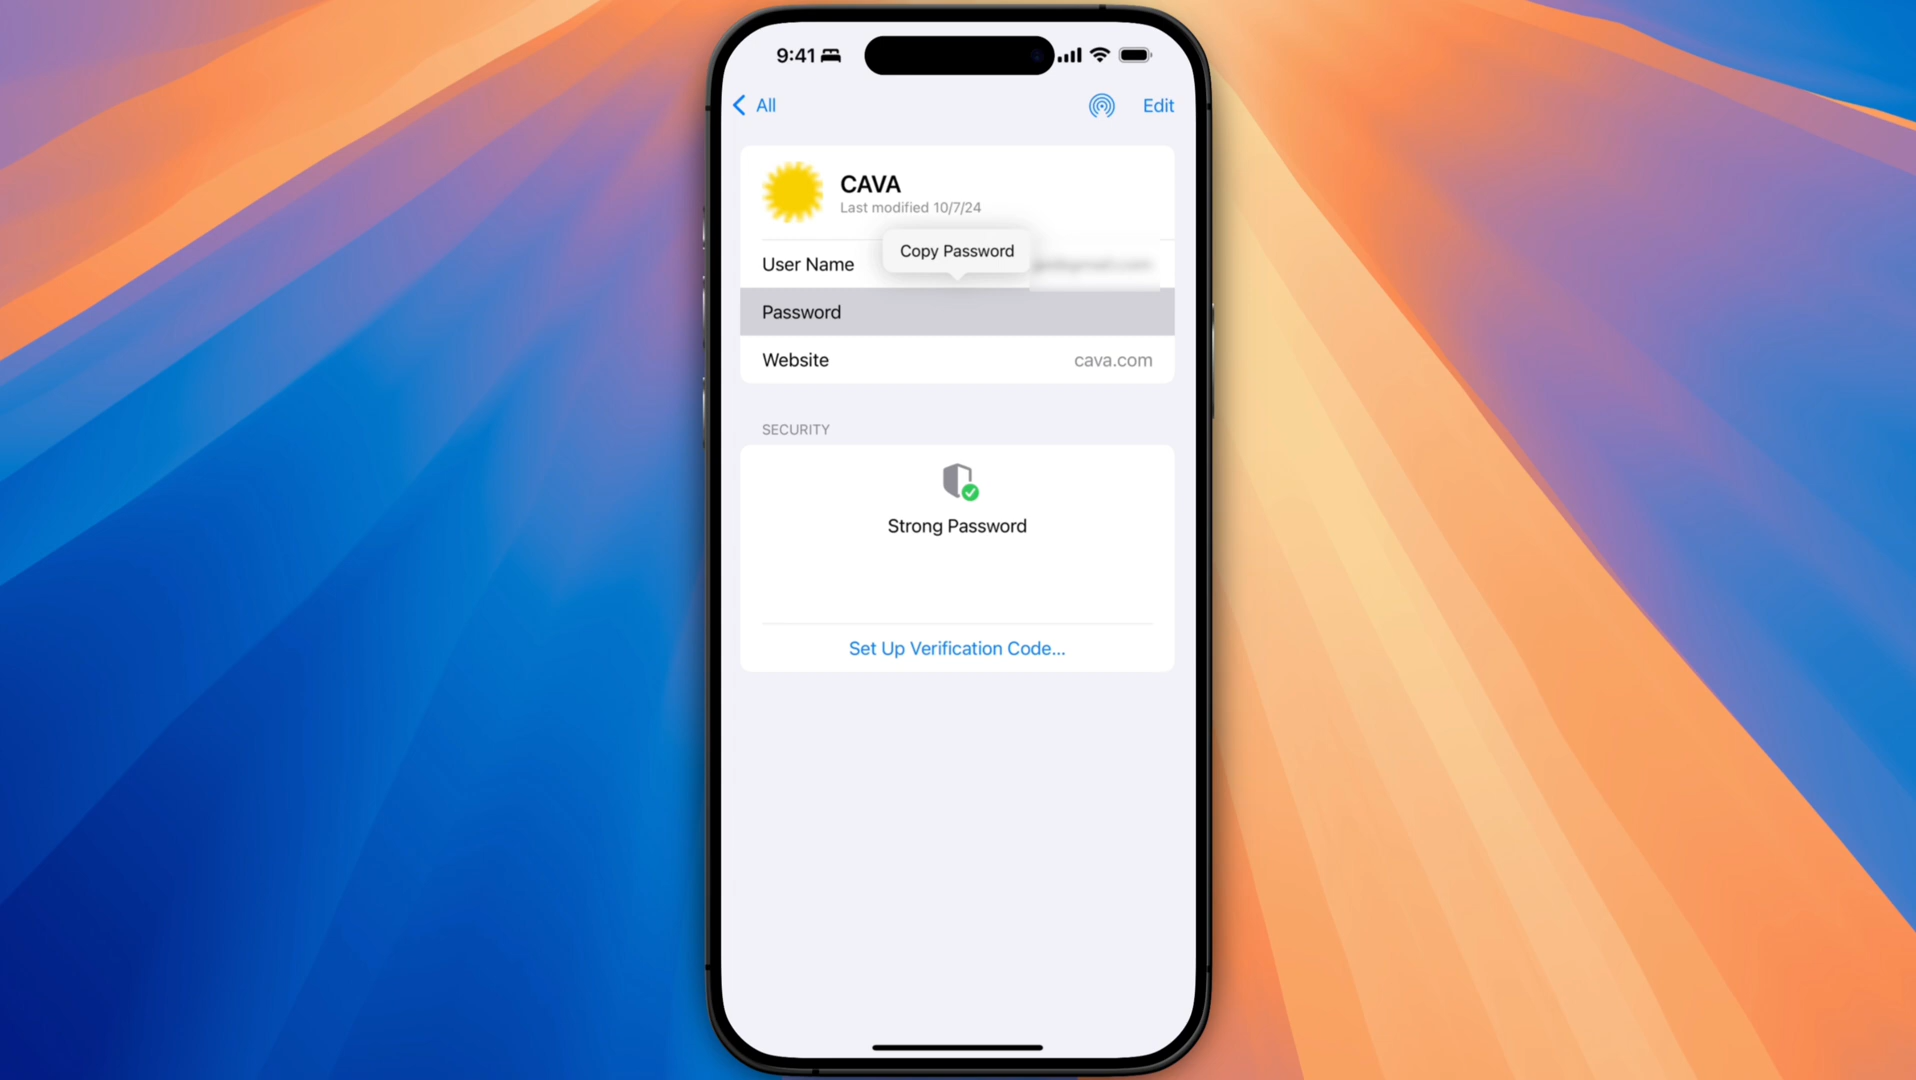 9:41
All
Edit
CAVA
Last modified 10/7/24
Copy Password
User Name
Password
Website cava.com
SECURITY
Strong Password
Set Up Verification Code...